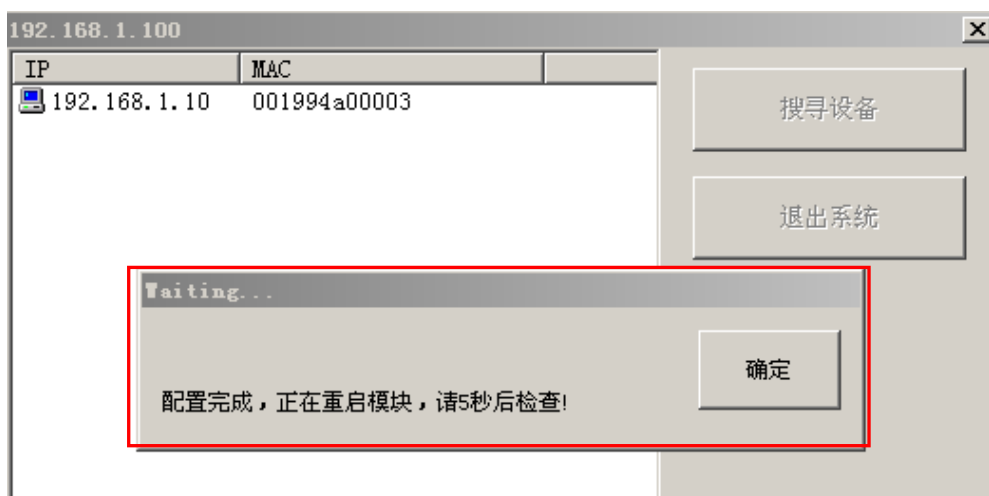 192.168.1.100
IP MAC
192.168.1.10 001994a00003
搜寻设备
退出系统
Waiting...
确定
配置完成，正在重启模块，请5秒后检查!